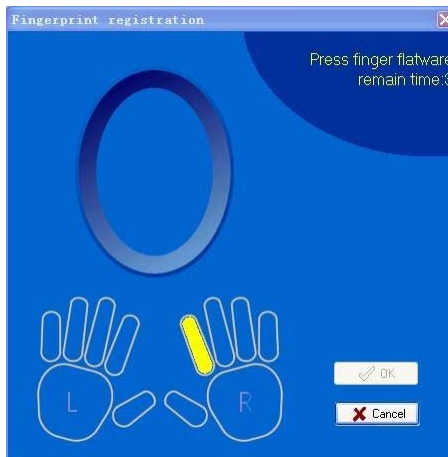 Fingerprint registration
Press finger flatware
remain time:3
L
R
OK
Cancel